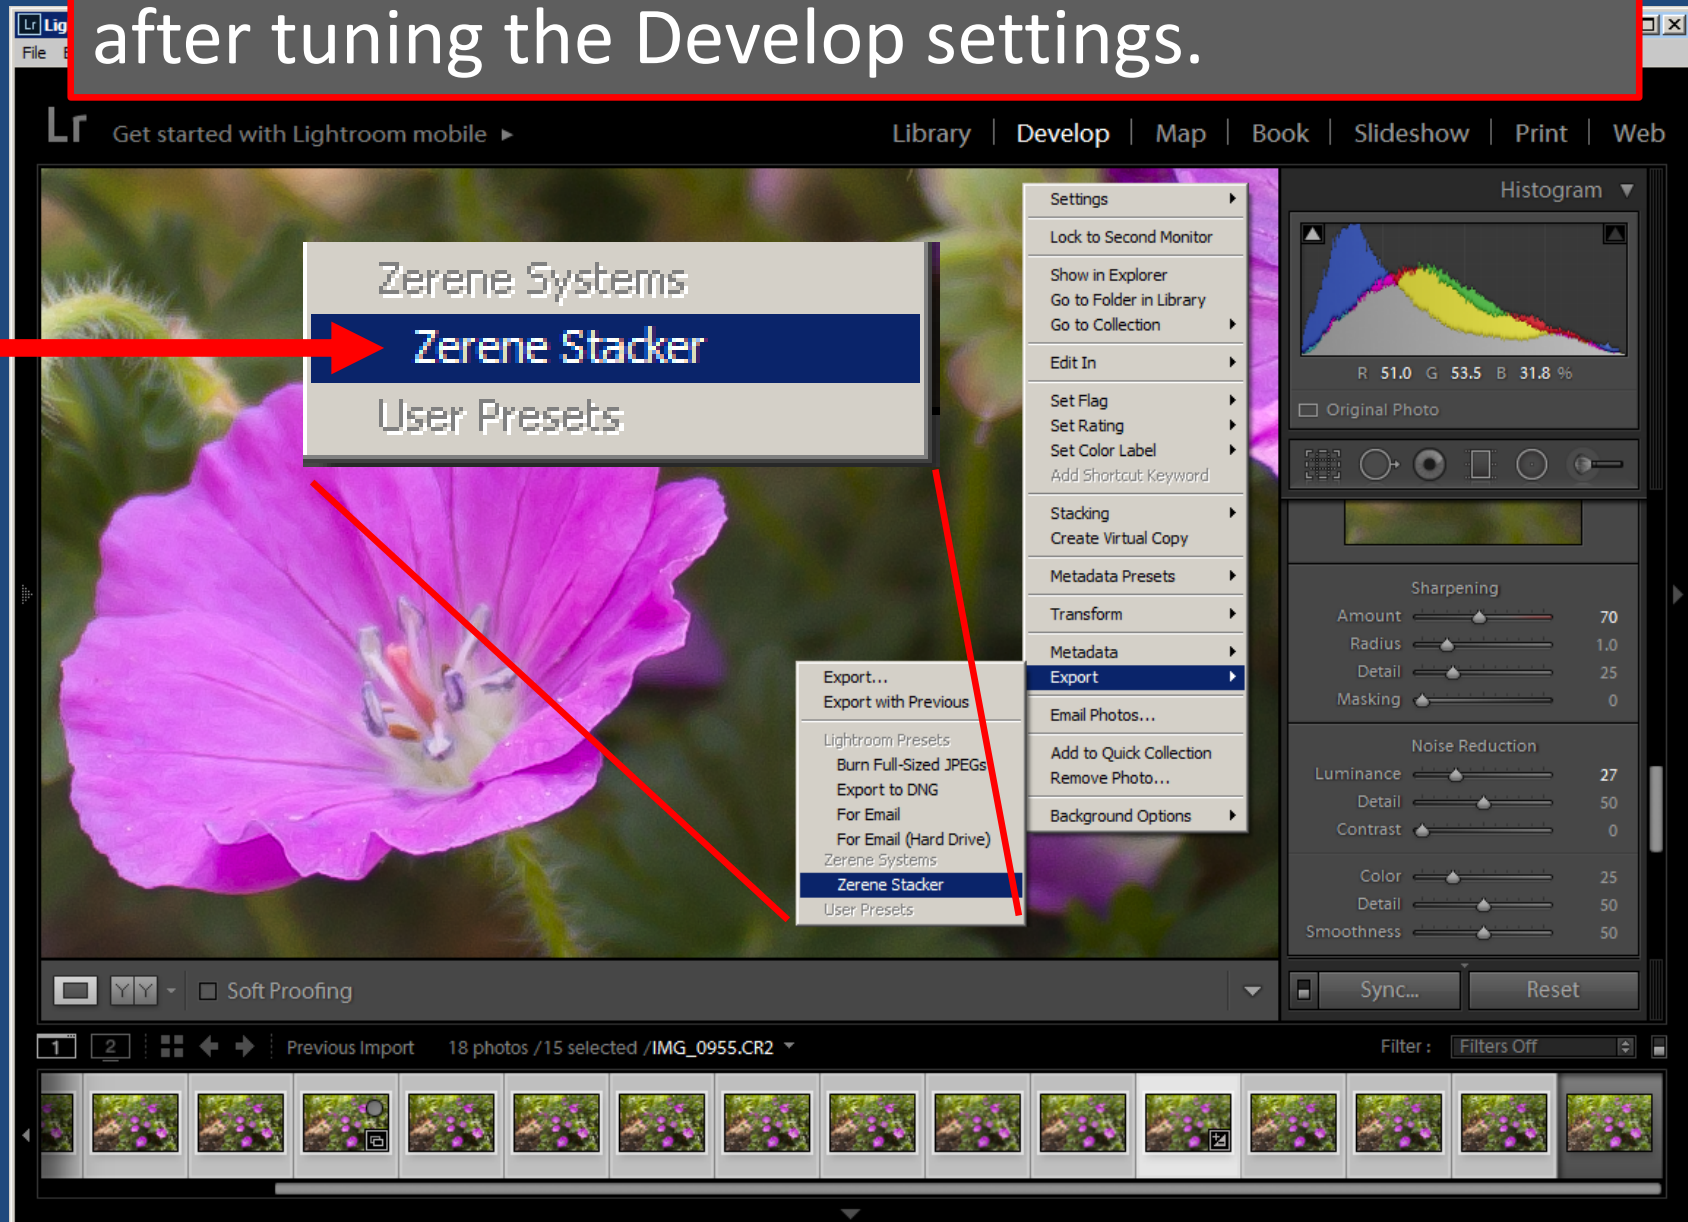 after tuning the Develop settings.
Lr Lig
File E
Lr Get started with Lightroom mobile
Library | Develop | Map | Book | Slideshow | Print | Web
Zerene Systems
Zerene Stacker
User Presets
Settings
Lock to Second Monitor
Show in Explorer
Go to Folder in Library
Go to Collection
Edit In
Set Flag
Set Rating
Set Color Label
Add Shortcut Keyword
Stacking
Create Virtual Copy
Metadata Presets
Transform
Metadata
Export
Email Photos...
Add to Quick Collection
Remove Photo...
Background Options
Export...
Export with Previous
Lightroom Presets
Burn Full-Sized JPEGs
Export to DNG
For Email
For Email (Hard Drive)
Zerene Systems
Zerene Stacker
User Presets
Histogram
R 51.0 G 53.5 B 31.8 %
Original Photo
Sharpening
Amount 70
Radius 1.0
Detail 25
Masking 0
Noise Reduction
Luminance 27
Detail 50
Contrast 0
Color 25
Detail 50
Smoothness 50
Y Y Soft Proofing
Sync... Reset
1 2 Previous Import 18 photos / 15 selected / IMG_0955.CR2
Filter : Filters Off